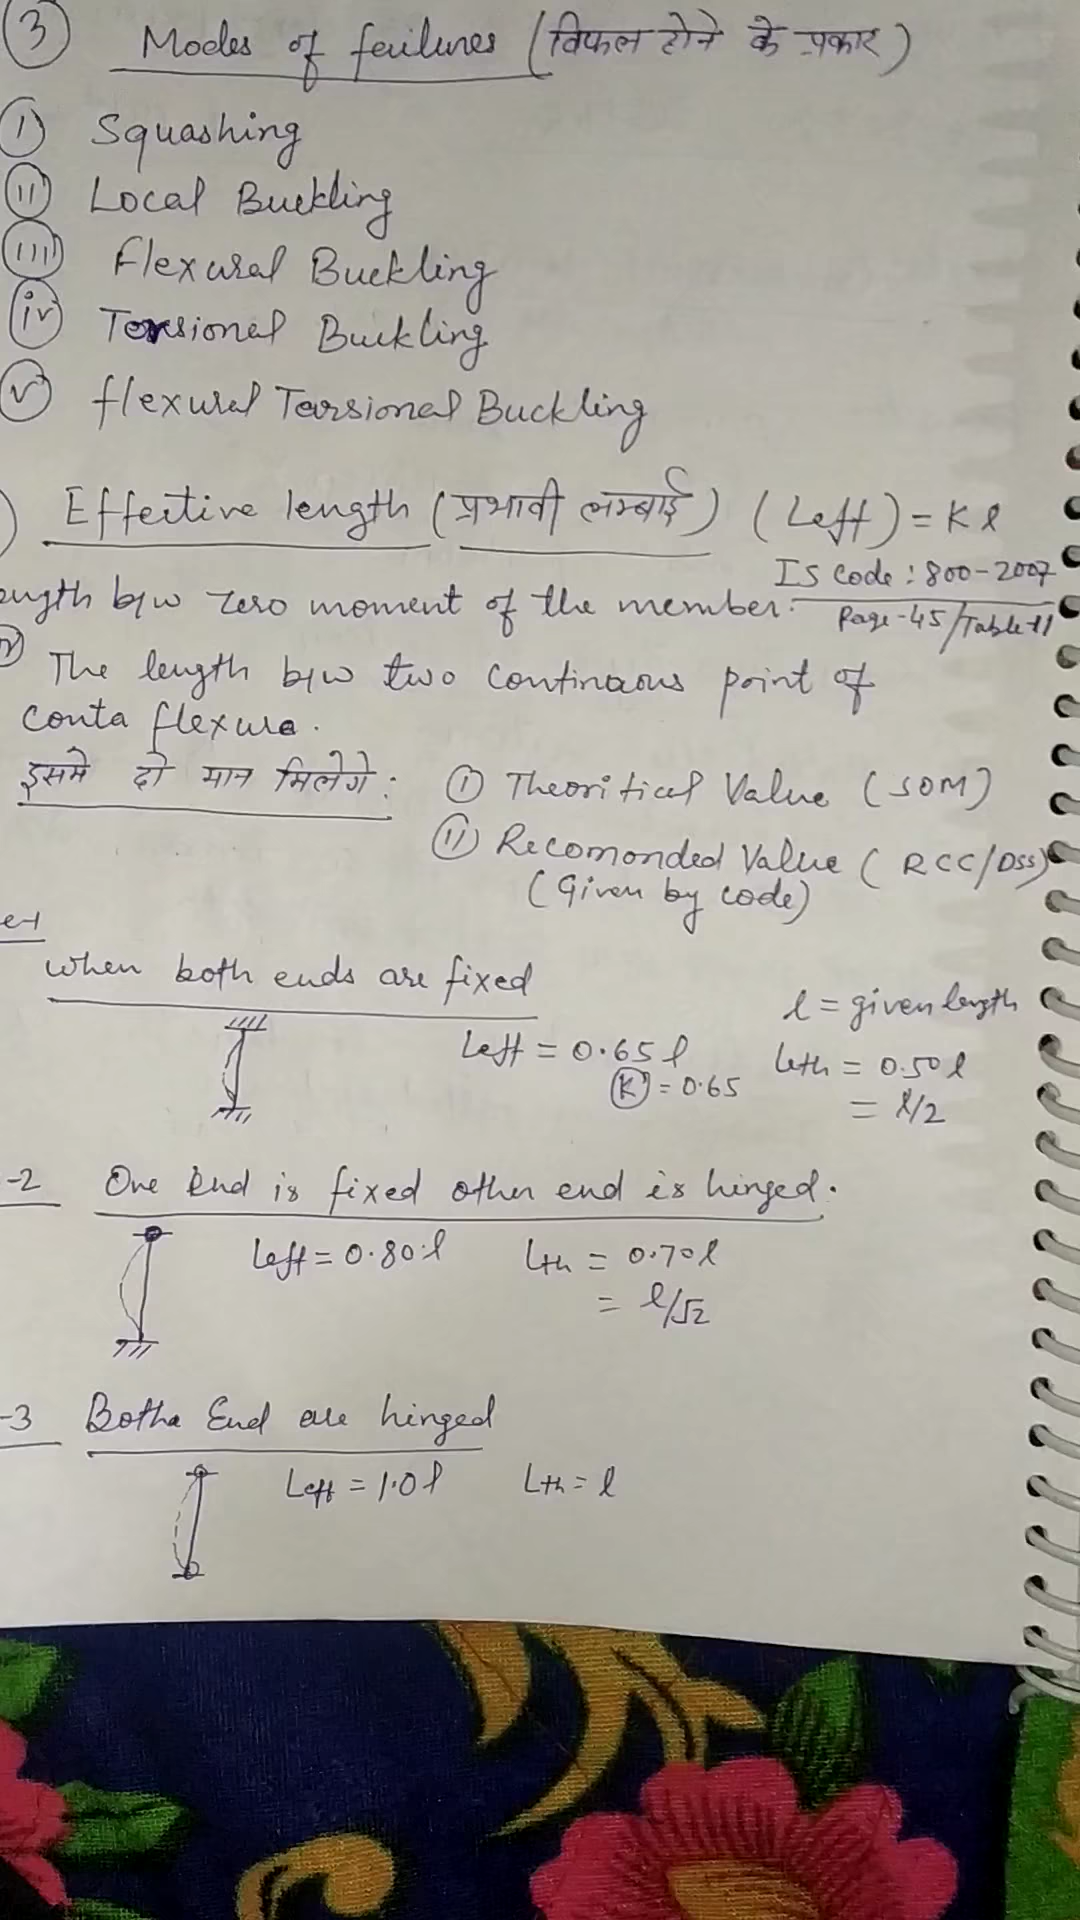 3 Modes of failures (विफल होने के प्रकार)
i) Squashing
ii) Local Buckling
iii) Flexural Buckling
iv) Torsional Buckling
v) flexural Torsional Buckling
Effective length (प्रभावी लम्बाई) (Leff) = K l
IS Code : 800-2007
Page-45/Table-11
ength b/w zero moment of the member.
The length b/w two continuous point of
conta flexure.
इसमे दो मान मिलेगे : (i) Theoritical Value (SOM)
(ii) Recomonded Value (RCC/DSS)
(Given by code)
e-1
when both ends are fixed
l = given length
Leff = 0.65 l
Leth = 0.50 l
K = 0.65
= l/2
-2 One End is fixed other end is hinged.
Leff = 0.80 l Lth = 0.70 l
= l/√2
-3 Botha End are hinged
Leff = 1.0 l Lth = l